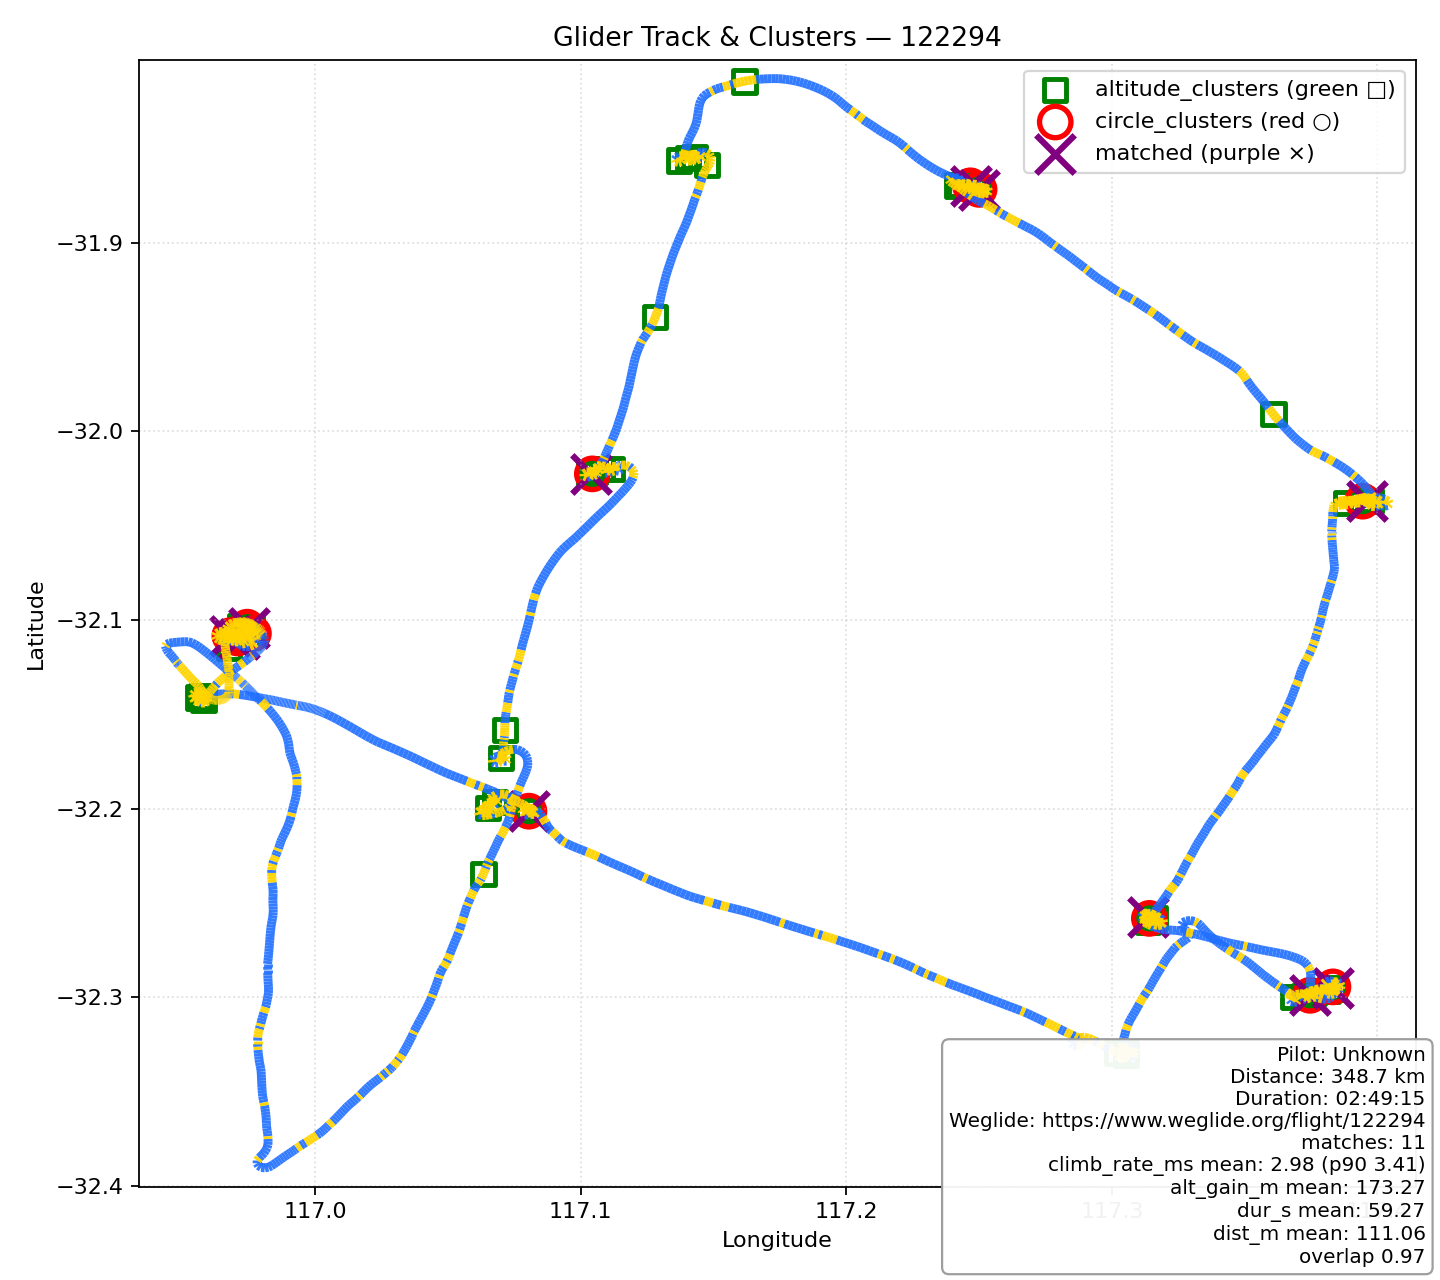 Glider Track & Clusters — 122294
altitude_clusters (green □)
circle_clusters (red ○)
matched (purple ×)
Latitude
−31.9
−32.0
−32.1
−32.2
−32.3
−32.4
117.0
117.1
117.2
117.3
Longitude
Pilot: Unknown
Distance: 348.7 km
Duration: 02:49:15
Weglide: https://www.weglide.org/flight/122294
matches: 11
climb_rate_ms mean: 2.98 (p90 3.41)
alt_gain_m mean: 173.27
dur_s mean: 59.27
dist_m mean: 111.06
overlap 0.97